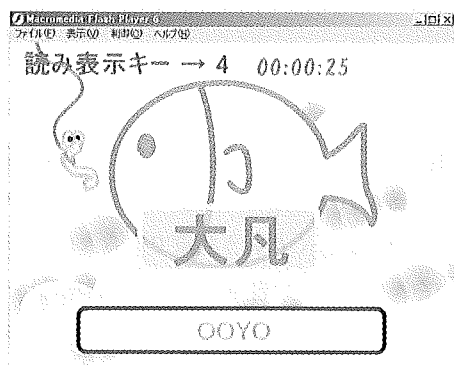 Macromedia Flash Player 6
ファイル(F) 表示(V) 制御(C) ヘルプ(H)
読み表示キー → 4 00:00:25
大凡
OOYO